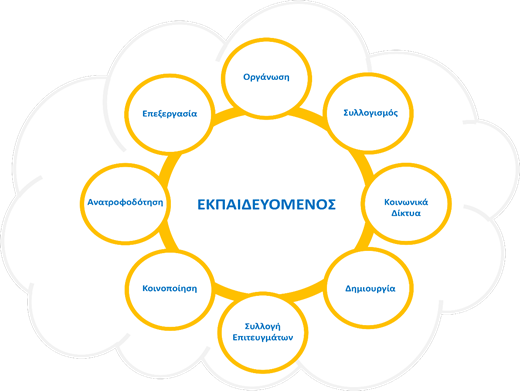 Οργάνωση
Επεξεργασία
Συλλογισμός
Ανατροφοδότηση
ΕΚΠΑΙΔΕΥΟΜΕΝΟΣ
Κοινωνικά
Δίκτυα
Κοινοποίηση
Δημιουργία
Συλλογή
Επιτευγμάτων